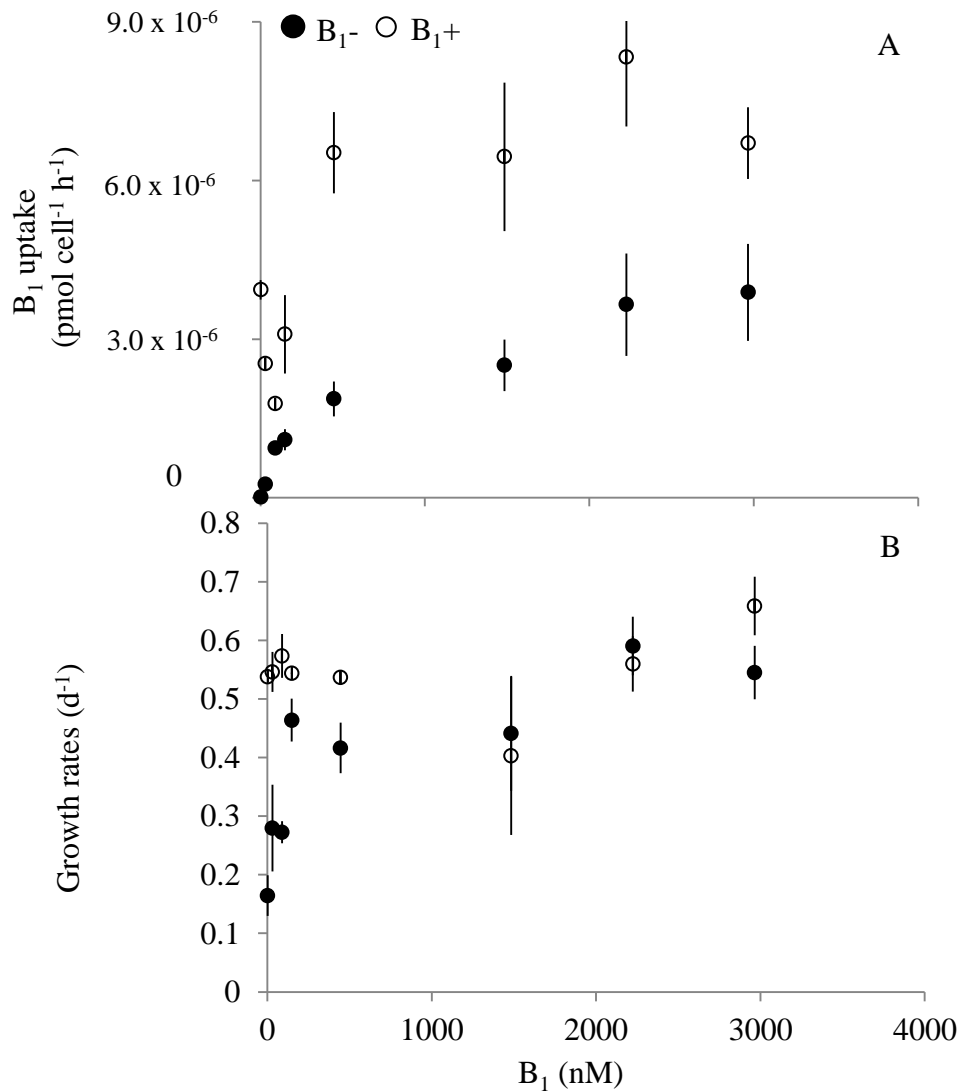 B₁- B₁+
A
9.0 x 10⁻⁶
6.0 x 10⁻⁶
3.0 x 10⁻⁶
0
B₁ uptake
(pmol cell⁻¹ h⁻¹)
B
0.8
0.7
0.6
0.5
0.4
0.3
0.2
0.1
0
Growth rates (d⁻¹)
0 1000 2000 3000 4000
B₁ (nM)